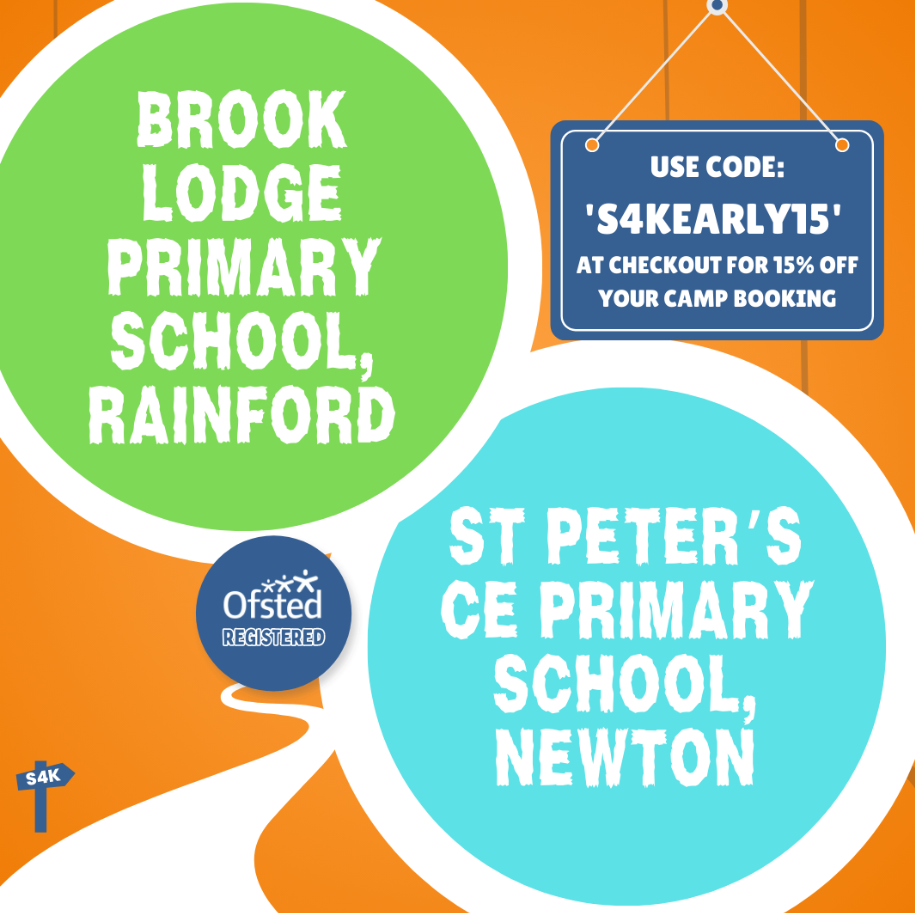 BROOK
LODGE
PRIMARY
SCHOOL,
RAINFORD
USE CODE:
'S4KEARLY15'
AT CHECKOUT FOR 15% OFF
YOUR CAMP BOOKING
ST PETER'S
CE PRIMARY
SCHOOL,
NEWTON
Ofsted
REGISTERED
S4K